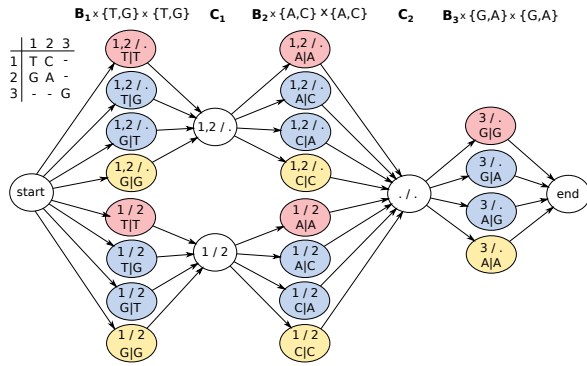 B₁ x {T,G} x {T,G} C₁ B₂ x {A,C} x {A,C} C₂ B₃ x {G,A} x {G,A}
1 2 3
1 T C -
2 G A -
3 - - G
1,2 / .
T|T
1,2 / .
T|G
1,2 / .
G|T
1,2 / .
G|G
1 / 2
T|T
1 / 2
T|G
1 / 2
G|T
1 / 2
G|G
start
1,2 / .
1 / 2
1,2 / .
A|A
1,2 / .
A|C
1,2 / .
C|A
1,2 / .
C|C
1 / 2
A|A
1 / 2
A|C
1 / 2
C|A
1 / 2
C|C
. / .
3 / .
G|G
3 / .
G|A
3 / .
A|G
3 / .
A|A
end